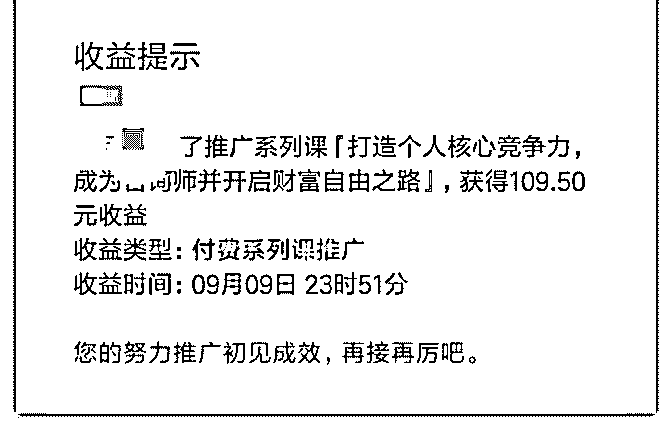 收益提示
了推广系列课「打造个人核心竞争力，
成为 师并开启财富自由之路」，获得109.50
元收益
收益类型：付费系列课推广
收益时间：09月09日 23时51分
您的努力推广初见成效，再接再厉吧。